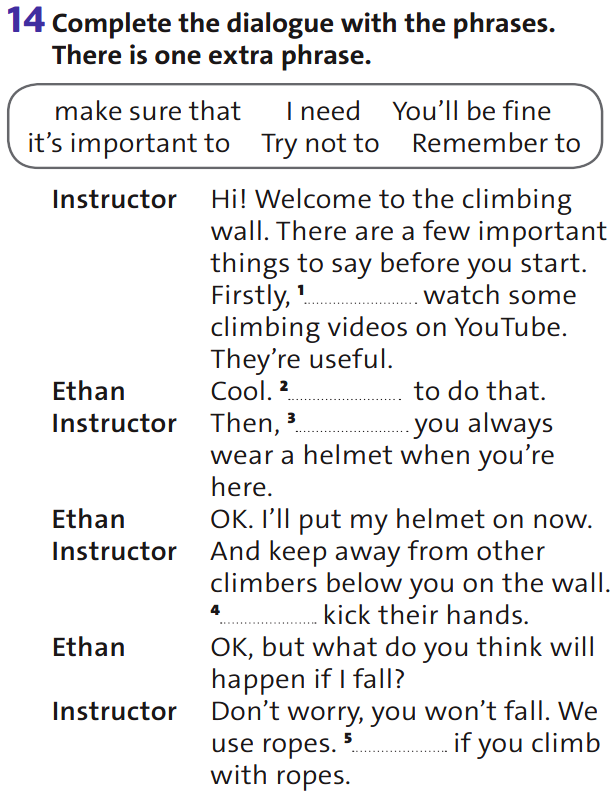 14 Complete the dialogue with the phrases.
There is one extra phrase.
make sure that I need You'll be fine
it's important to Try not to Remember to
Instructor Hi! Welcome to the climbing
wall. There are a few important
things to say before you start.
Firstly, 1.......................... watch some
climbing videos on YouTube.
They're useful.
Ethan Cool. 2.......................... to do that.
Instructor Then, 3.......................... you always
wear a helmet when you're
here.
Ethan OK. I'll put my helmet on now.
Instructor And keep away from other
climbers below you on the wall.
4...................... kick their hands.
Ethan OK, but what do you think will
happen if I fall?
Instructor Don't worry, you won't fall. We
use ropes. 5...................... if you climb
with ropes.